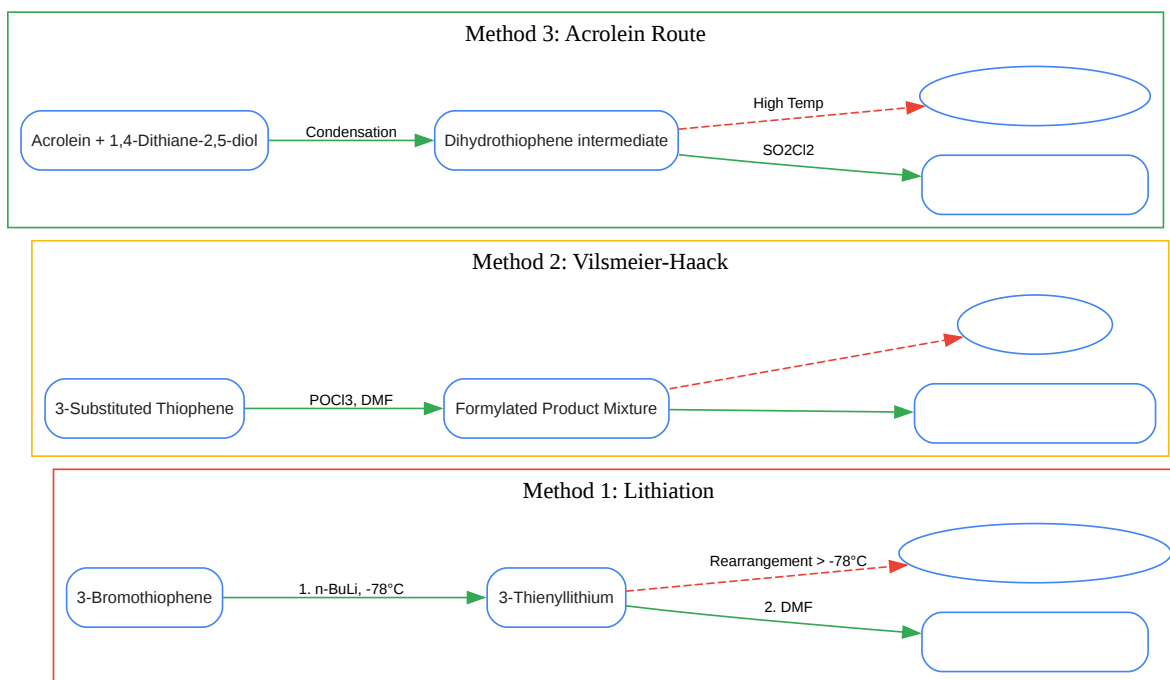 Method 3: Acrolein Route
Acrolein + 1,4-Dithiane-2,5-diol
Condensation
Dihydrothiophene intermediate
High Temp
SO2Cl2
Method 2: Vilsmeier-Haack
3-Substituted Thiophene
POCl3, DMF
Formylated Product Mixture
Method 1: Lithiation
3-Bromothiophene
1. n-BuLi, -78°C
3-Thienyllithium
Rearrangement > -78°C
2. DMF